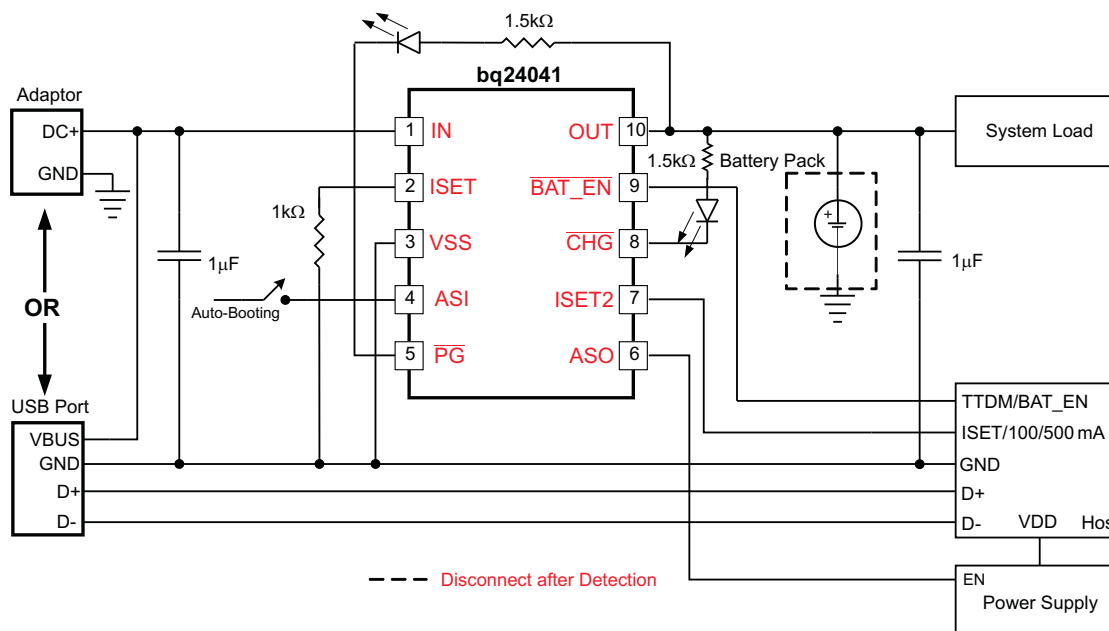 1.5kΩ
bq24041
Adaptor
DC+
GND
OR
USB Port
VBUS
GND
D+
D-
1μF
1kΩ
Auto-Booting
1 IN
2 ISET
3 VSS
4 ASI
5 PG
OUT 10
BAT_EN 9
CHG 8
ISET2 7
ASO 6
1.5kΩ
Battery Pack
+
1μF
System Load
TTDM/BAT_EN
ISET/100/500 mA
GND
D+
D-
VDD
Hos
EN
Power Supply
Disconnect after Detection